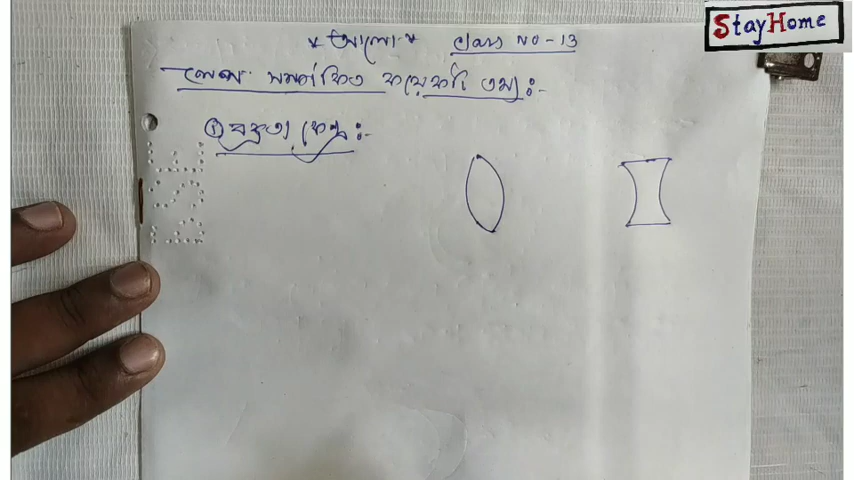 StayHome
* আলো * Class NO - 13
লেন্স সম্পর্কিত কয়েকটি তথ্য :-
① বক্রতা কেন্দ্র :-